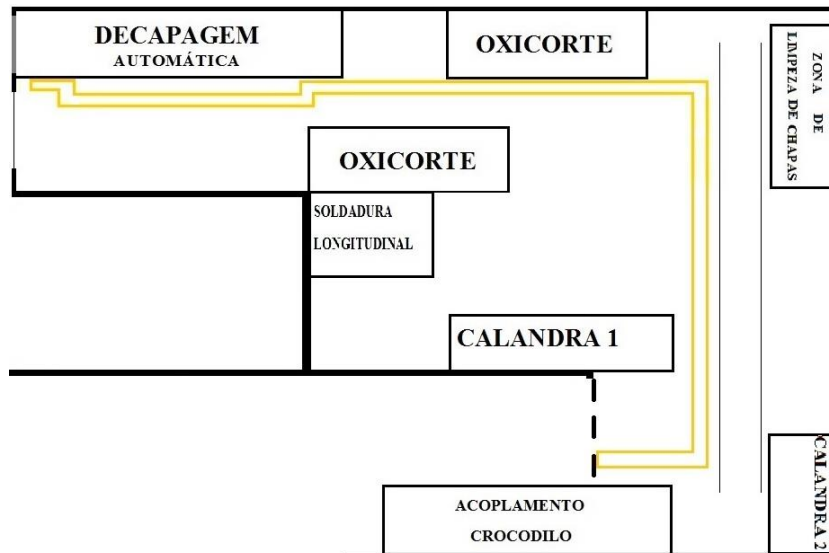 DECAPAGEM
AUTOMÁTICA
OXICORTE
ZONA DE
LIMPEZA DE CHAPAS
OXICORTE
SOLDADURA
LONGITUDINAL
CALANDRA 1
CALANDRA 2
ACOPLAMENTO
CROCODILO